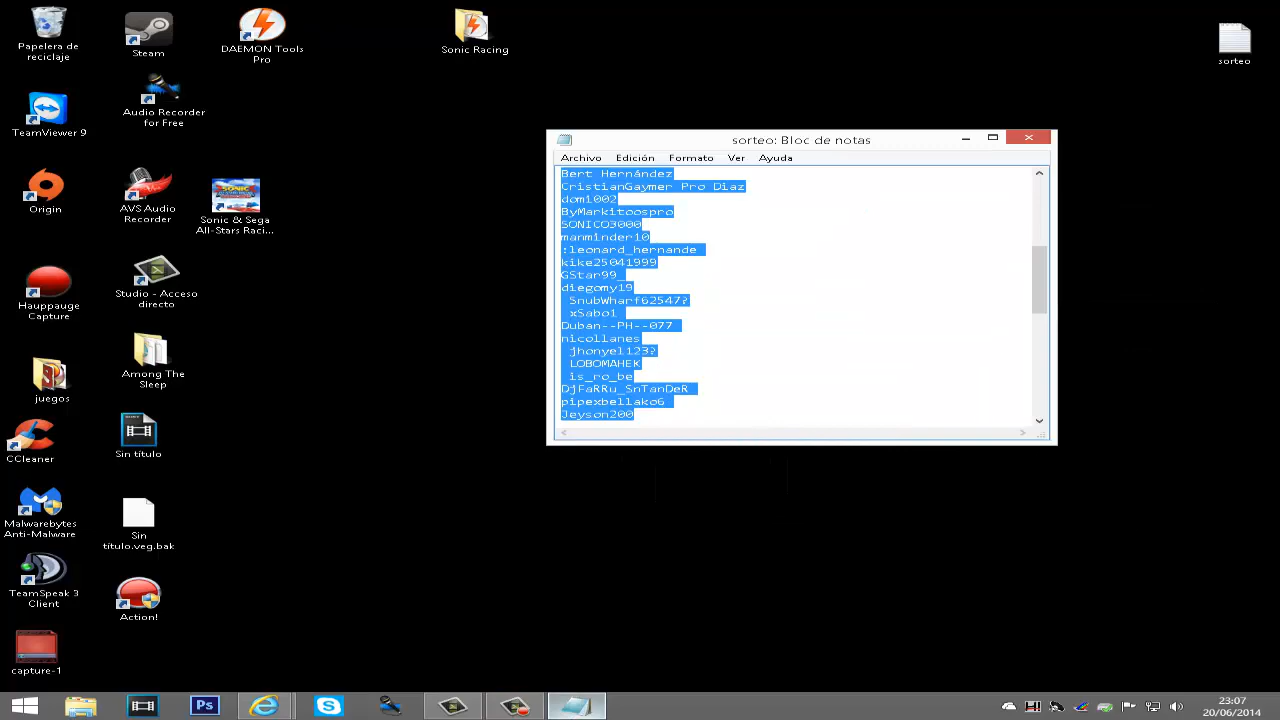 Papelera de
reciclaje
Steam
DAEMON Tools
Pro
Sonic Racing
sorteo
TeamViewer 9
Audio Recorder
for Free
Origin
AVS Audio
Recorder
Sonic & Sega
All-Stars Raci...
Hauppauge
Capture
Studio - Acceso
directo
juegos
Among The
Sleep
CCleaner
Sin título
Malwarebytes
Anti-Malware
Sin
título.veg.bak
TeamSpeak 3
Client
Action!
capture-1
sorteo: Bloc de notas
Archivo Edición Formato Ver Ayuda
Bert Hernández
CristianGaymer Pro Diaz
domi002
ByMarkitoospro
SONICO3000
manminder10
:leonard_hernande
kike25041999
GStar99
diegomy19
SnubWharf62547?
xSabo1
Duban--PH--077
nicollanes
jhonyel123?
LOBOMAHEK
is_ro_be
DjFaRRu_SnTanDeR
pipexbellako6
Jeyson200
Ps
23:07
20/06/2014